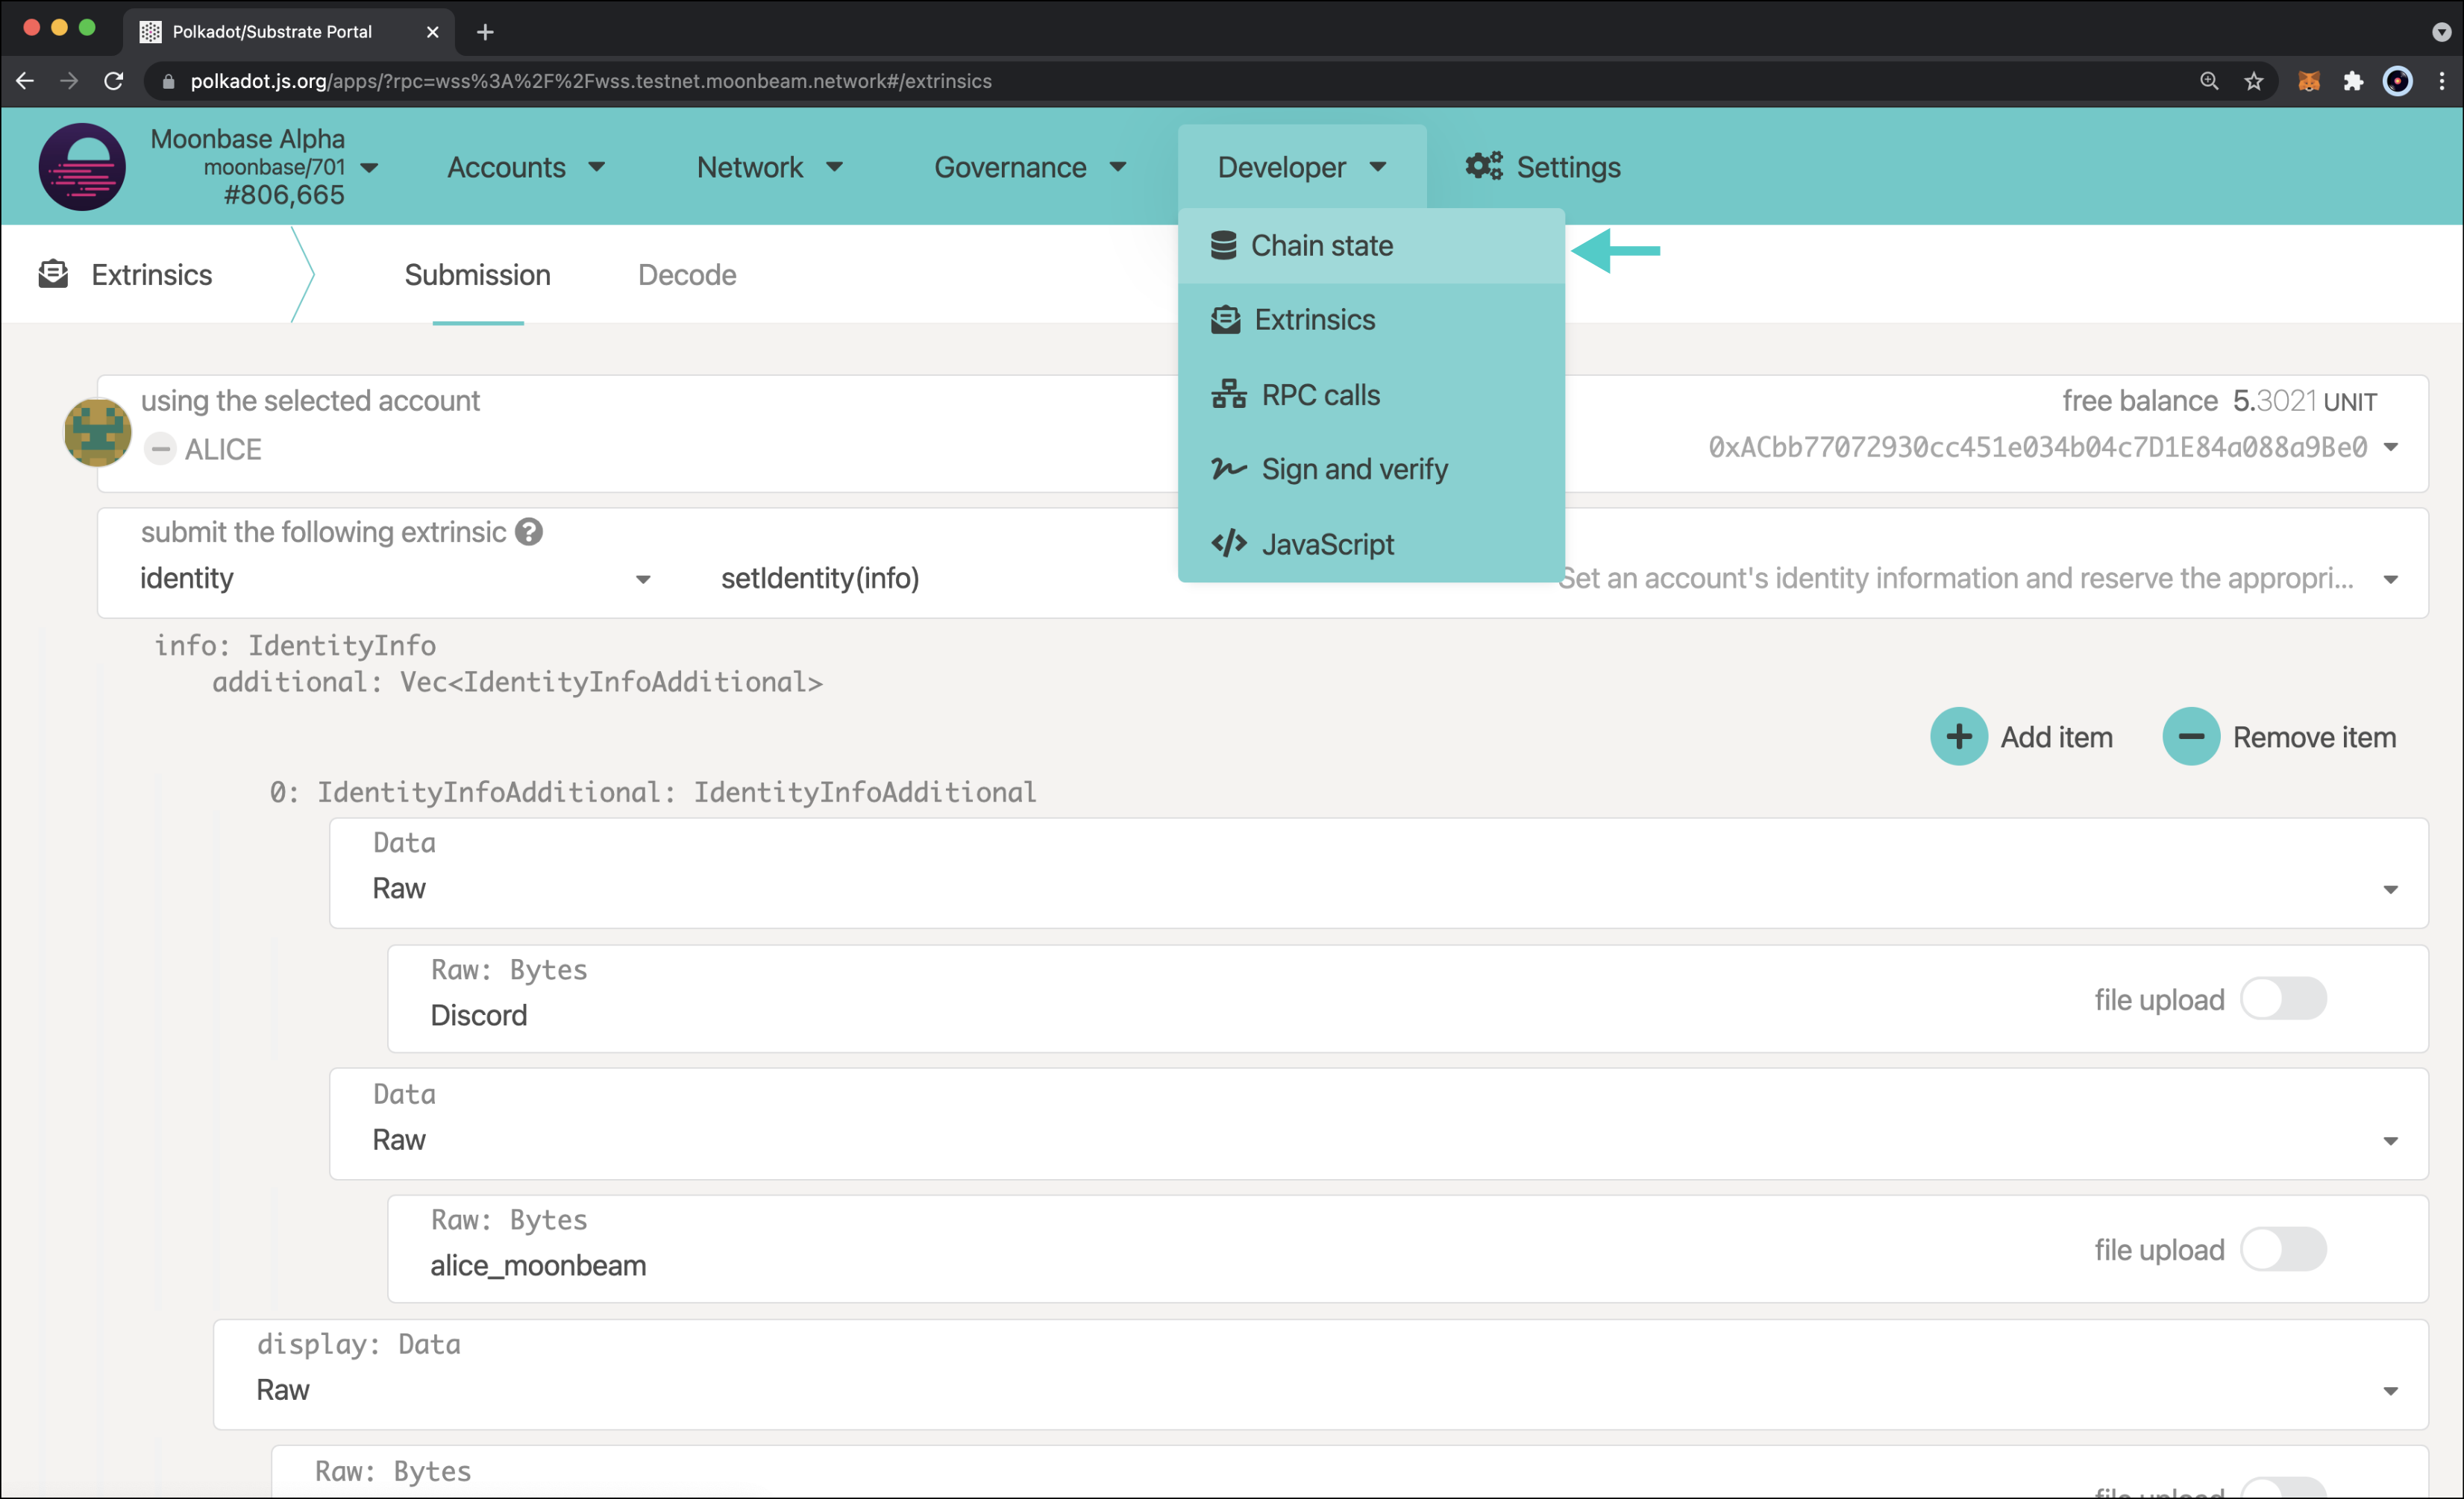 Polkadot/Substrate Portal
polkadot.js.org/apps/?rpc=wss%3A%2F%2Fwss.testnet.moonbeam.network#/extrinsics
Moonbase Alpha
moonbase/701
#806,665
Accounts
Network
Governance
Developer
Settings
Chain state
Extrinsics
RPC calls
Sign and verify
JavaScript
Extrinsics
Submission
Decode
using the selected account
ALICE
free balance 5.3021 UNIT
0xACbb77072930cc451e034b04c7D1E84a088a9Be0
submit the following extrinsic
identity
setIdentity(info)
Set an account's identity information and reserve the appropri...
info: IdentityInfo
additional: Vec<IdentityInfoAdditional>
Add item
Remove item
0: IdentityInfoAdditional: IdentityInfoAdditional
Data
Raw
Raw: Bytes
Discord
file upload
Data
Raw
Raw: Bytes
alice_moonbeam
file upload
display: Data
Raw
Raw: Bytes
file upload